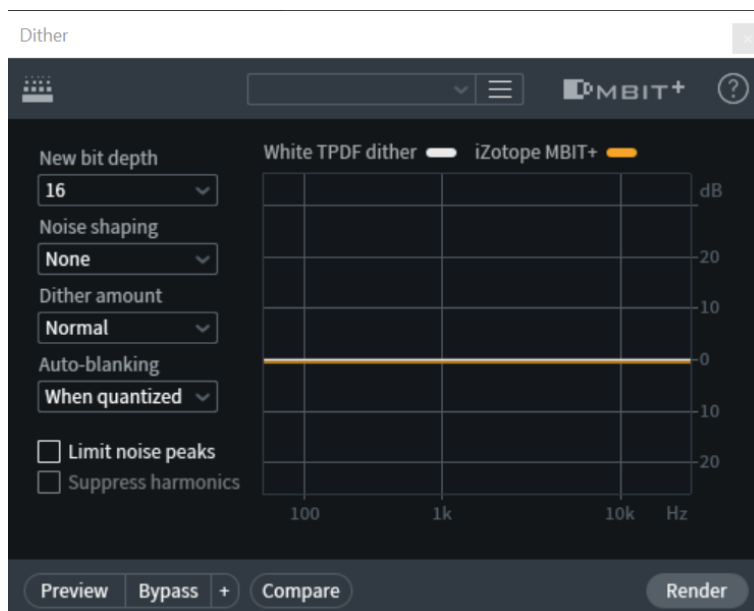 Dither
MBIT+ ?
New bit depth
16
Noise shaping
None
Dither amount
Normal
Auto-blanking
When quantized
Limit noise peaks
Suppress harmonics
White TPDF dither iZotope MBIT+
dB
20
10
0
10
20
100 1k 10k Hz
Preview Bypass + Compare Render